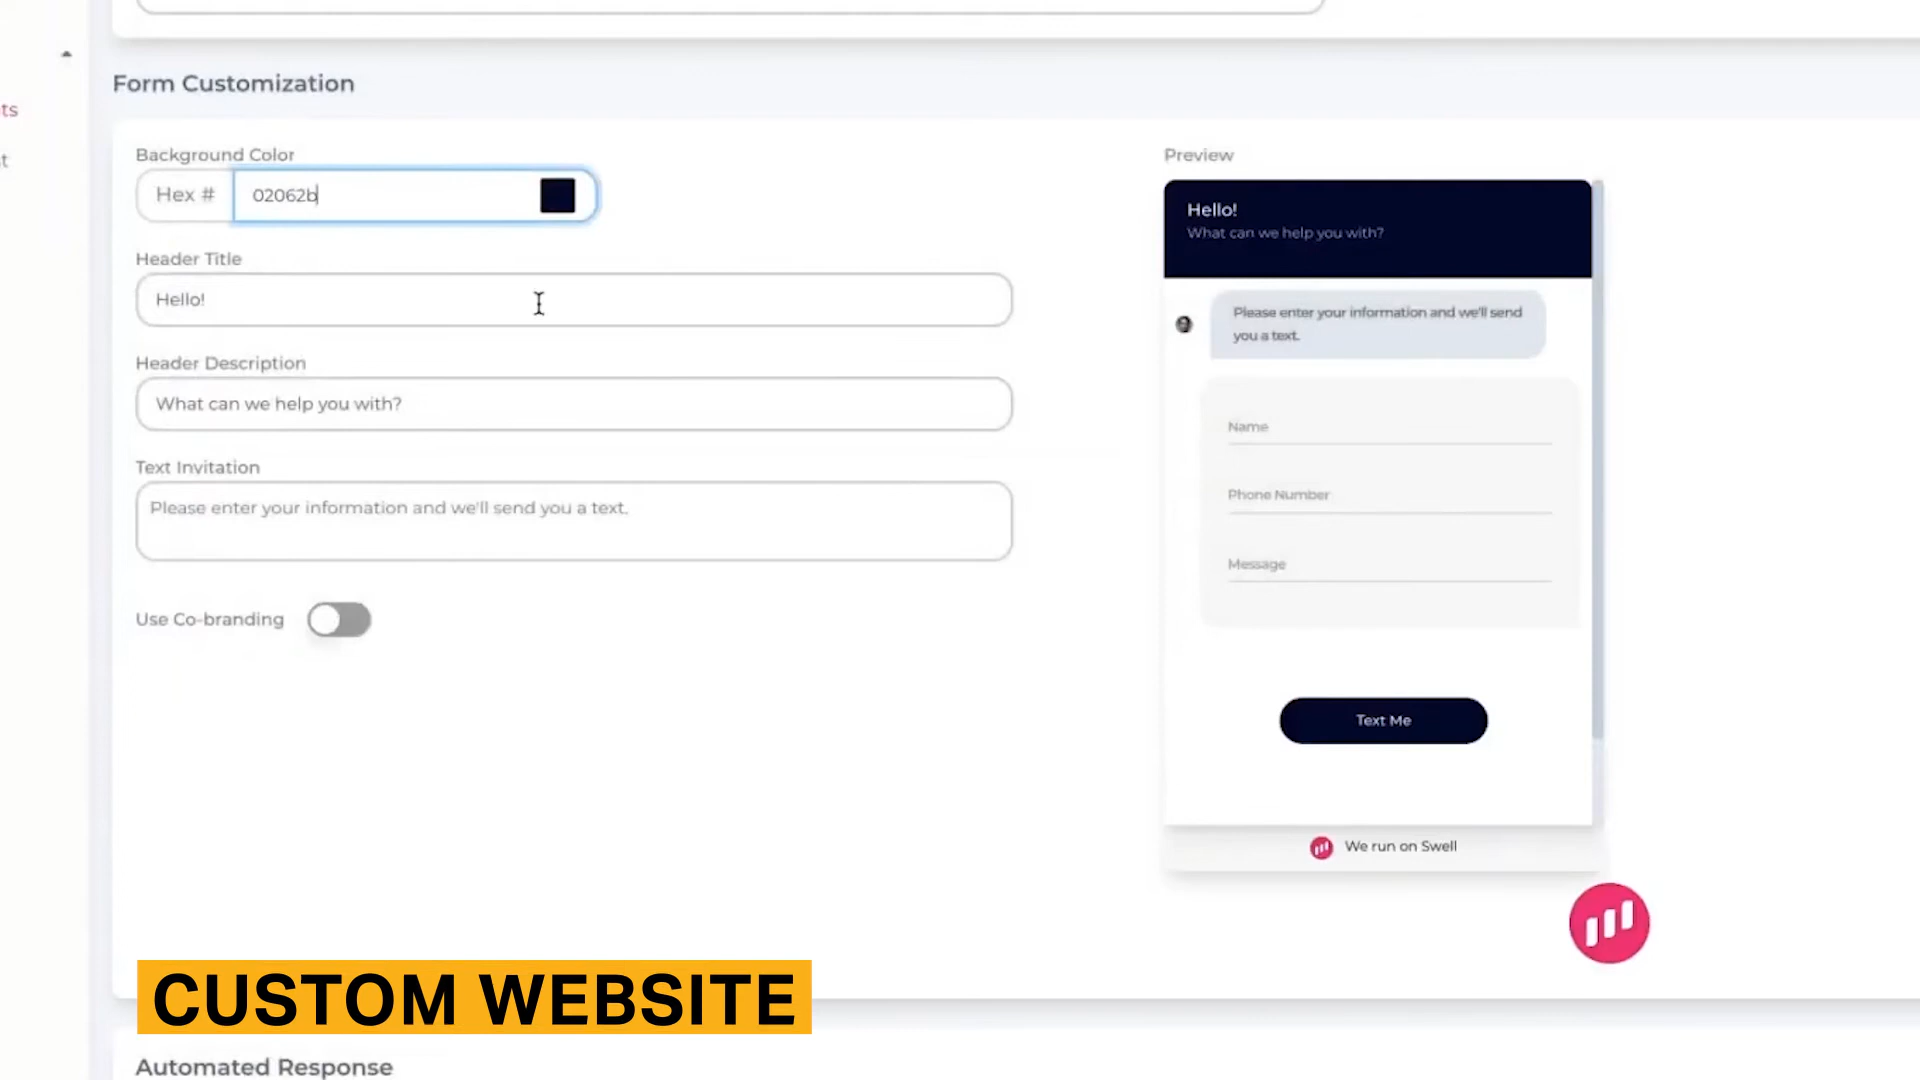 ts
t
Form Customization
Background Color
Hex #
02062b
Header Title
Hello!
Header Description
What can we help you with?
Text Invitation
Please enter your information and we'll send you a text.
Use Co-branding
Preview
Hello!
What can we help you with?
Please enter your information and we'll send
you a text.
Name
Phone Number
Message
Text Me
We run on Swell
CUSTOM WEBSITE
Automated Response